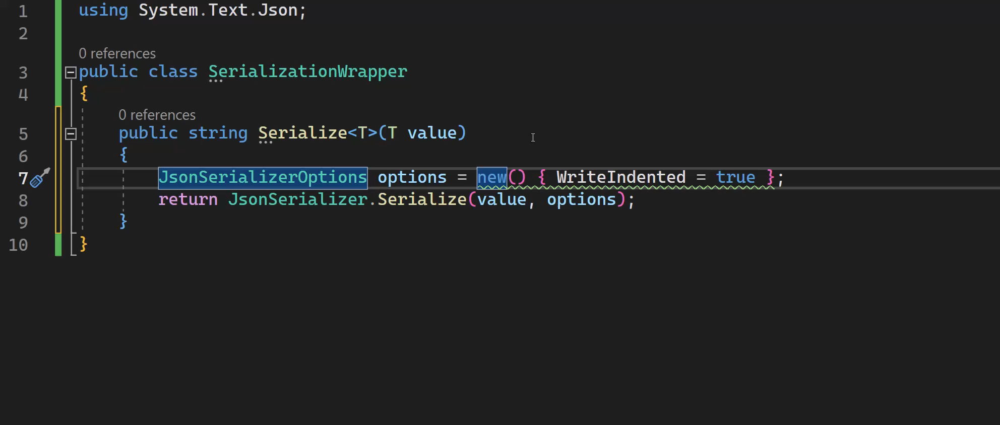 1 using System.Text.Json;
2
0 references
3 public class SerializationWrapper
4 {
0 references
5 public string Serialize<T>(T value)
6 {
7 JsonSerializerOptions options = new() { WriteIndented = true };
8 return JsonSerializer.Serialize(value, options);
9 }
10 }